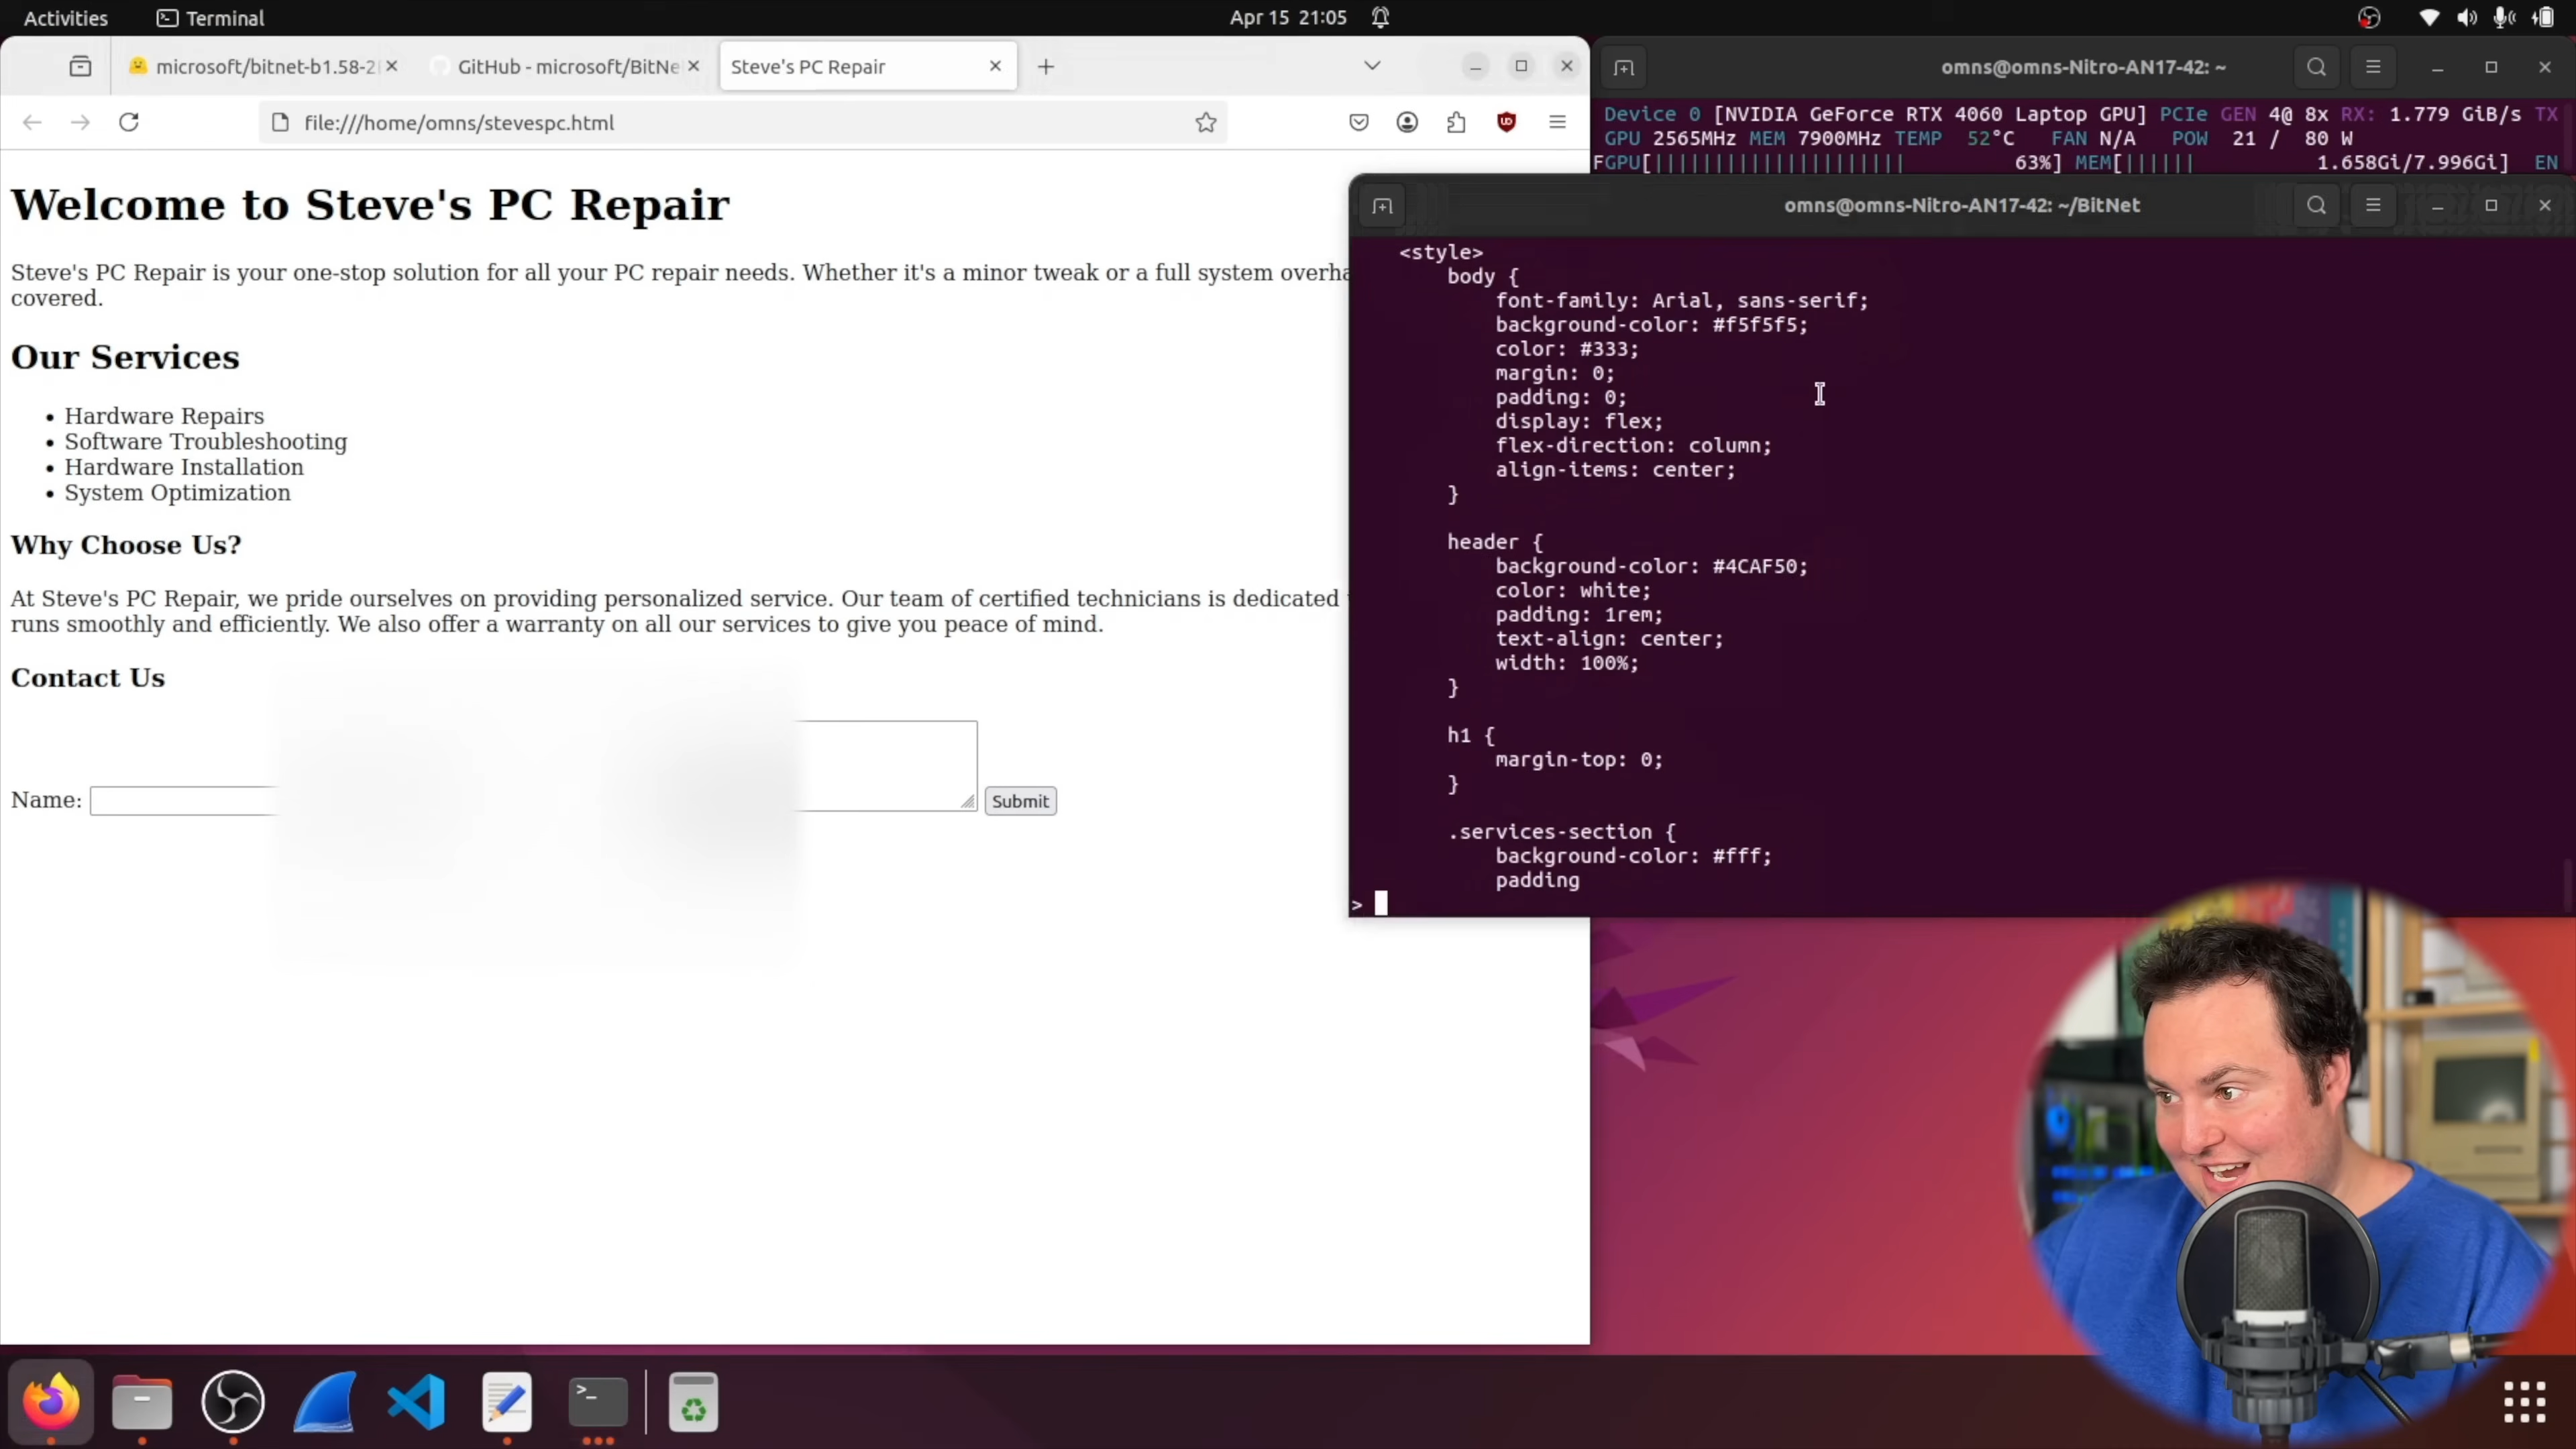 Activities
Terminal
Apr 15 21:05
microsoft/bitnet-b1.58-2
GitHub - microsoft/BitNe
Steve's PC Repair
file:///home/omns/stevespc.html
Welcome to Steve's PC Repair
Steve's PC Repair is your one-stop solution for all your PC repair needs. Whether it's a minor tweak or a full system overha
covered.
Our Services
• Hardware Repairs
• Software Troubleshooting
• Hardware Installation
• System Optimization
Why Choose Us?
At Steve's PC Repair, we pride ourselves on providing personalized service. Our team of certified technicians is dedicated
runs smoothly and efficiently. We also offer a warranty on all our services to give you peace of mind.
Contact Us
Name:
Submit
omns@omns-Nitro-AN17-42: ~
Device 0 [NVIDIA GeForce RTX 4060 Laptop GPU] PCIe GEN 4@ 8x RX: 1.779 GiB/s TX
GPU 2565MHz MEM 7900MHz TEMP 52°C FAN N/A POW 21 / 80 W
FGPU[||||||||||||||||||||| 63%] MEM[|||||| 1.658Gi/7.996Gi] EN
omns@omns-Nitro-AN17-42: ~/BitNet
<style>
body {
font-family: Arial, sans-serif;
background-color: #f5f5f5;
color: #333;
margin: 0;
padding: 0;
display: flex;
flex-direction: column;
align-items: center;
}
header {
background-color: #4CAF50;
color: white;
padding: 1rem;
text-align: center;
width: 100%;
}
h1 {
margin-top: 0;
}
.services-section {
background-color: #fff;
padding
>